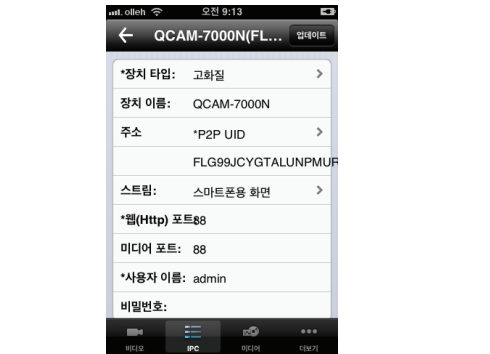 olleh 오전 9:13
QCAM-7000N(FL... 업데이트
*장치 타입: 고화질
장치 이름: QCAM-7000N
주소 *P2P UID
FLG99JCYGTALUNPMUR
스트림: 스마트폰용 화면
*웹(Http) 포트: 88
미디어 포트: 88
*사용자 이름: admin
비밀번호:
비디오 IPC 미디어 더보기